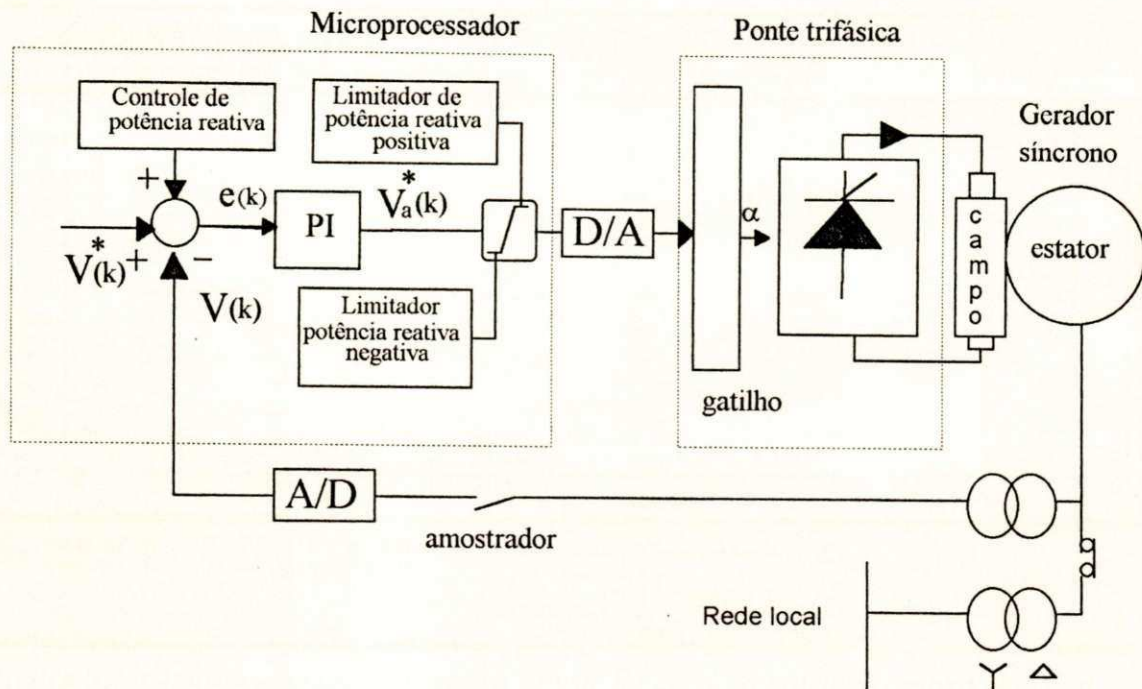 Microprocessador
Ponte trifásica
Controle de
potência reativa
Limitador de
potência reativa
positiva
Gerador
síncrono
+
e(k)
V*a(k)
PI
D/A
α
campo
estator
V*(k)
+
-
V(k)
Limitador
potência reativa
negativa
gatilho
A/D
amostrador
Rede local
Y Δ